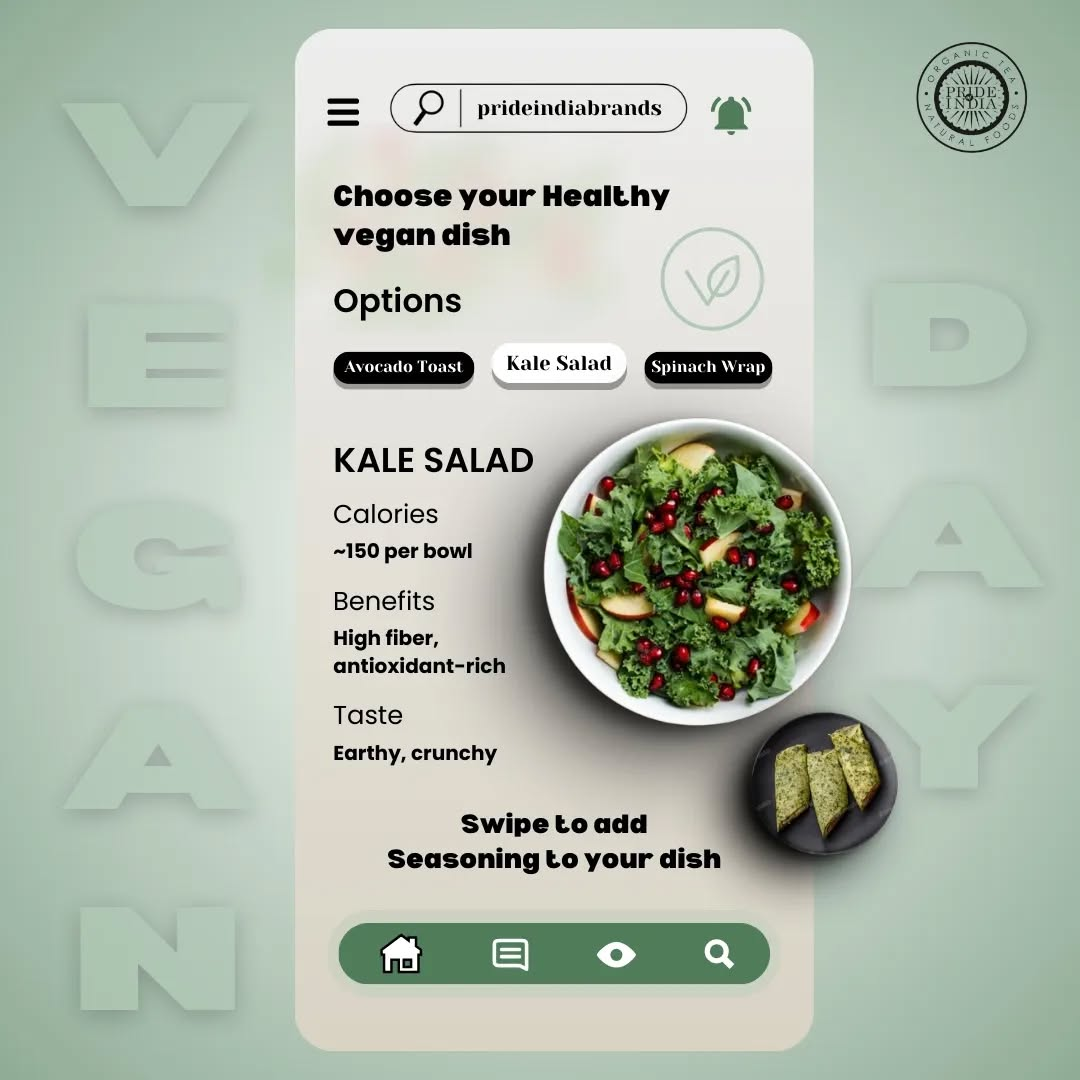 VEGAN
DAY
prideindiabrands
ORGANIC TEA
PRIDE
INDIA
NATURAL FOODS
Choose your Healthy
vegan dish
Options
Avocado Toast
Kale Salad
Spinach Wrap
KALE SALAD
Calories
~150 per bowl
Benefits
High fiber,
antioxidant-rich
Taste
Earthy, crunchy
Swipe to add
Seasoning to your dish